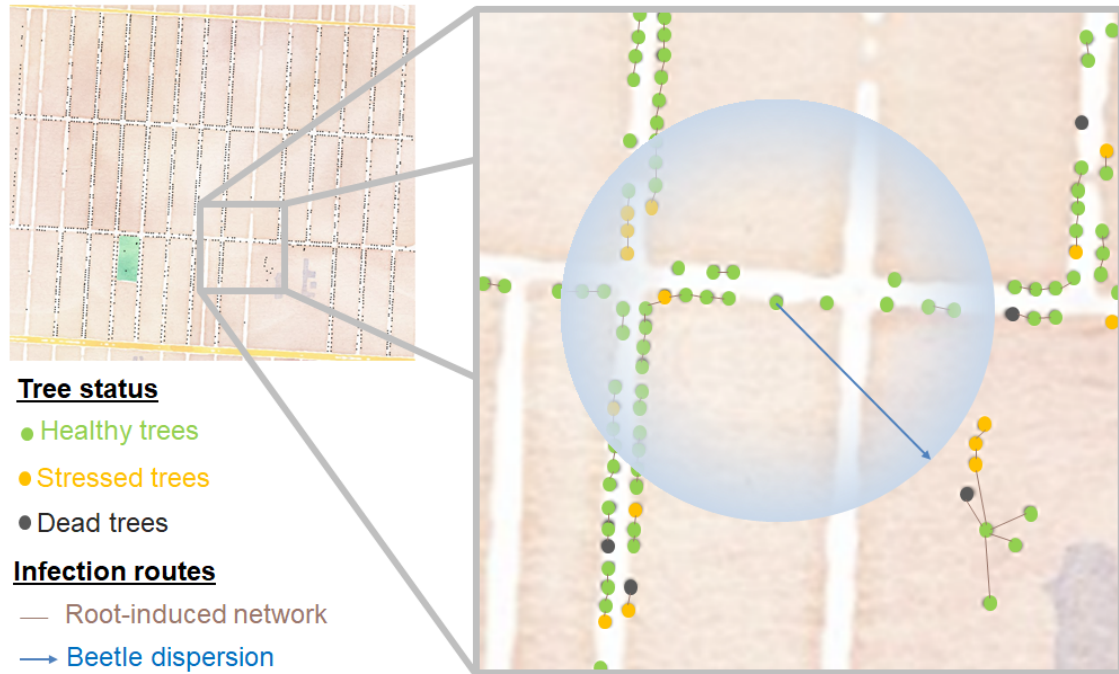 Tree status
Healthy trees
Stressed trees
Dead trees
Infection routes
Root-induced network
Beetle dispersion